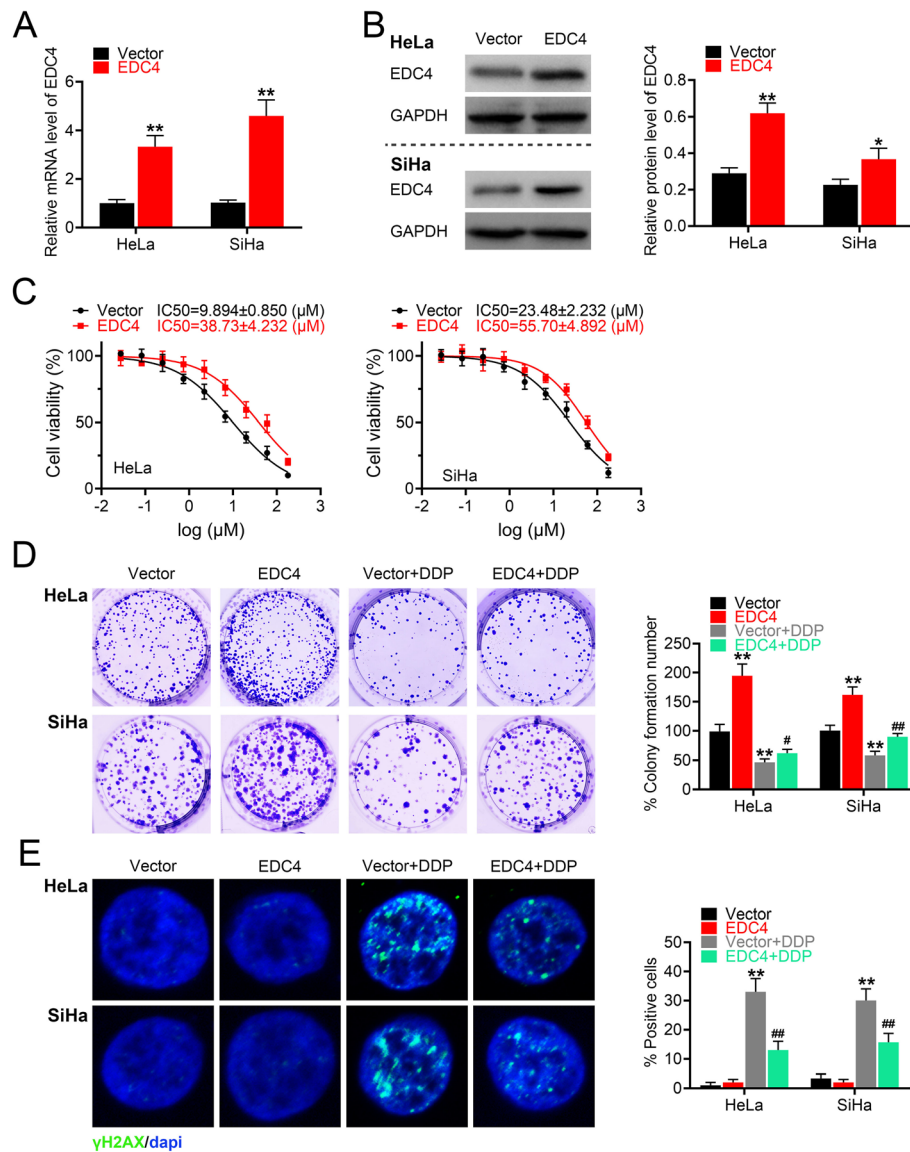 A
Vector
EDC4
Relative mRNA level of EDC4
6
4
2
0
**
**
HeLa
SiHa
B
HeLa
Vector
EDC4
EDC4
GAPDH
SiHa
EDC4
GAPDH
Vector
EDC4
Relative protein level of EDC4
0.8
0.6
0.4
0.2
0.0
**
*
HeLa
SiHa
C
Vector IC50=9.894±0.850 (μM)
EDC4 IC50=38.73±4.232 (μM)
Cell viability (%)
100
50
0
HeLa
-2 -1 0 1 2 3
log (μM)
Vector IC50=23.48±2.232 (μM)
EDC4 IC50=55.70±4.892 (μM)
Cell viability (%)
100
50
0
SiHa
-2 -1 0 1 2 3
log (μM)
D
Vector EDC4 Vector+DDP EDC4+DDP
HeLa
SiHa
Vector
EDC4
Vector+DDP
EDC4+DDP
% Colony formation number
250
200
150
100
50
0
**
**
#
**
**
##
HeLa
SiHa
E
Vector EDC4 Vector+DDP EDC4+DDP
HeLa
SiHa
γH2AX/dapi
Vector
EDC4
Vector+DDP
EDC4+DDP
% Positive cells
50
40
30
20
10
0
**
##
**
##
HeLa
SiHa